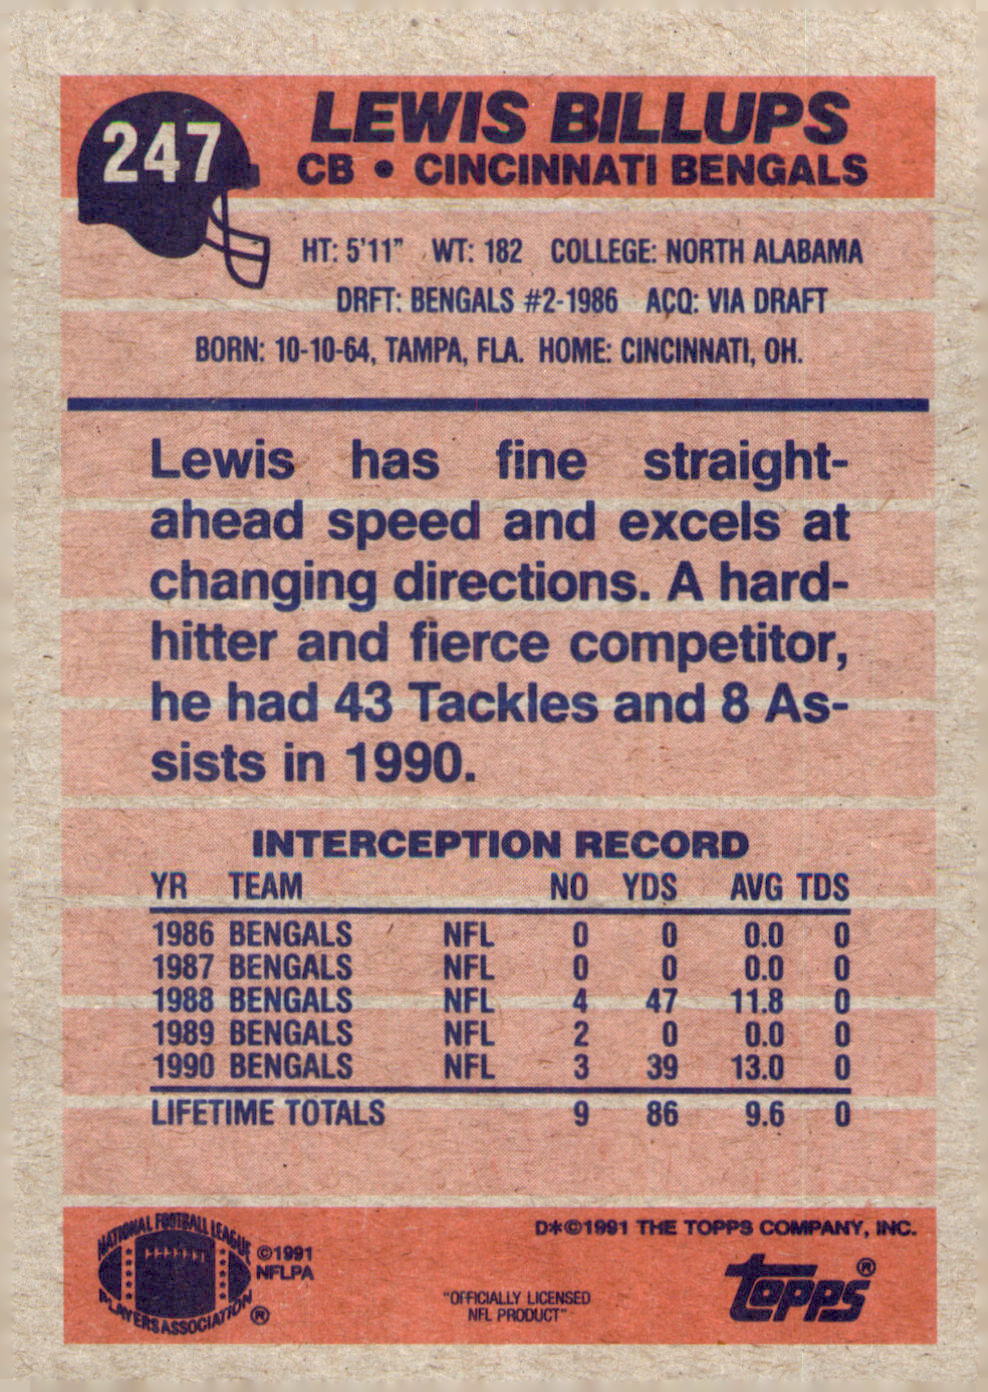 247
LEWIS BILLUPS
CB • CINCINNATI BENGALS
HT: 5'11" WT: 182 COLLEGE: NORTH ALABAMA
DRFT: BENGALS #2-1986 ACQ: VIA DRAFT
BORN: 10-10-64, TAMPA, FLA. HOME: CINCINNATI, OH.
Lewis has fine straight-
ahead speed and excels at
changing directions. A hard-
hitter and fierce competitor,
he had 43 Tackles and 8 As-
sists in 1990.
INTERCEPTION RECORD
YR TEAM NO YDS AVG TDS
1986 BENGALS NFL 0 0 0.0 0
1987 BENGALS NFL 0 0 0.0 0
1988 BENGALS NFL 4 47 11.8 0
1989 BENGALS NFL 2 0 0.0 0
1990 BENGALS NFL 3 39 13.0 0
LIFETIME TOTALS 9 86 9.6 0
NATIONAL FOOTBALL LEAGUE
PLAYERS ASSOCIATION ®
©1991
NFLPA
"OFFICIALLY LICENSED
NFL PRODUCT"
D*©1991 THE TOPPS COMPANY, INC.
topps®